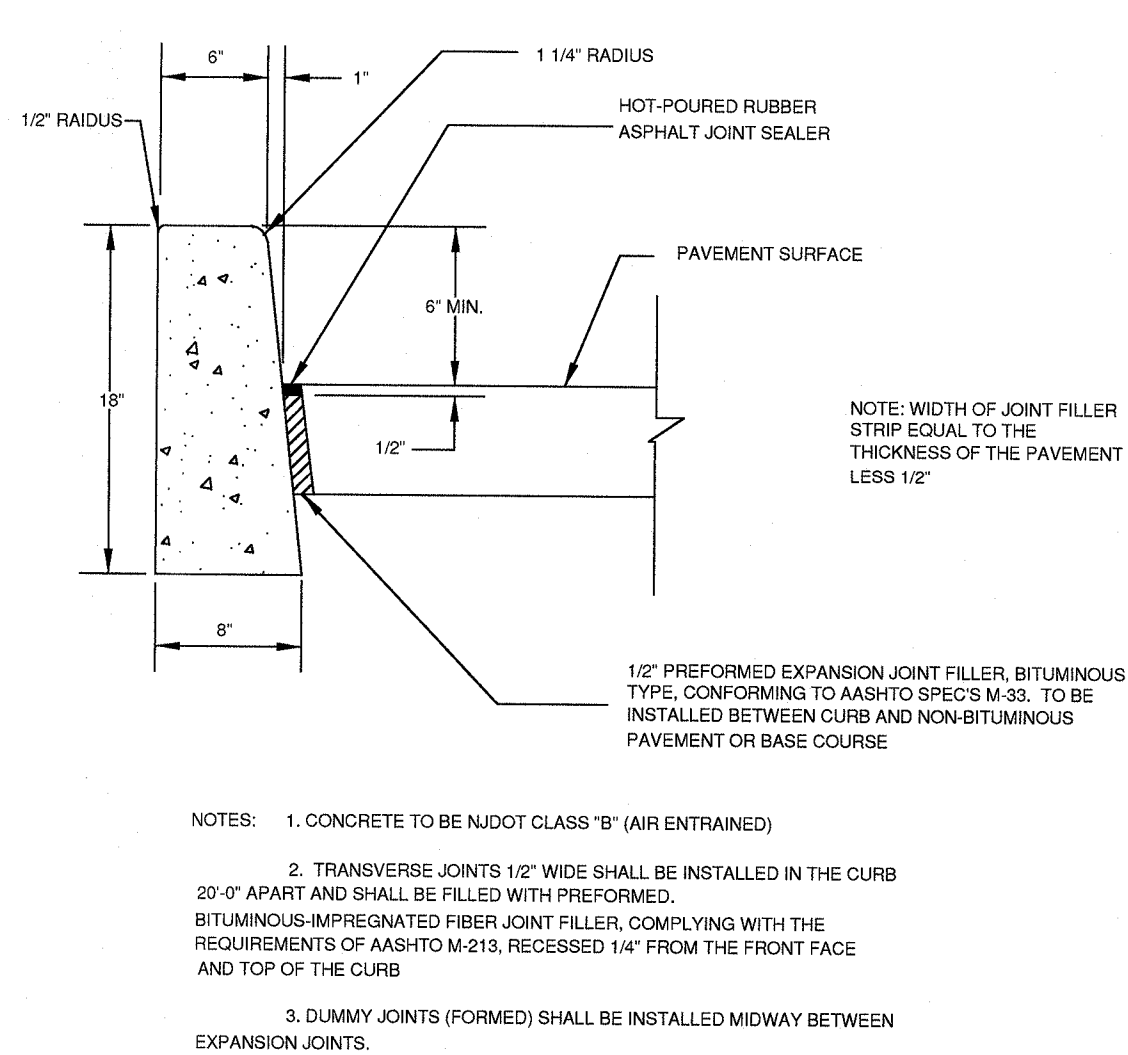 6"
1 1/4" RADIUS
1"
HOT-POURED RUBBER
ASPHALT JOINT SEALER
1/2" RAIDUS
PAVEMENT SURFACE
6" MIN.
18"
NOTE: WIDTH OF JOINT FILLER
STRIP EQUAL TO THE
THICKNESS OF THE PAVEMENT
LESS 1/2"
1/2"
8"
1/2" PREFORMED EXPANSION JOINT FILLER, BITUMINOUS
TYPE, CONFORMING TO AASHTO SPEC'S M-33. TO BE
INSTALLED BETWEEN CURB AND NON-BITUMINOUS
PAVEMENT OR BASE COURSE
NOTES: 1. CONCRETE TO BE NJDOT CLASS "B" (AIR ENTRAINED)
2. TRANSVERSE JOINTS 1/2" WIDE SHALL BE INSTALLED IN THE CURB
20'-0" APART AND SHALL BE FILLED WITH PREFORMED.
BITUMINOUS-IMPREGNATED FIBER JOINT FILLER, COMPLYING WITH THE
REQUIREMENTS OF AASHTO M-213, RECESSED 1/4" FROM THE FRONT FACE
AND TOP OF THE CURB
3. DUMMY JOINTS (FORMED) SHALL BE INSTALLED MIDWAY BETWEEN
EXPANSION JOINTS.